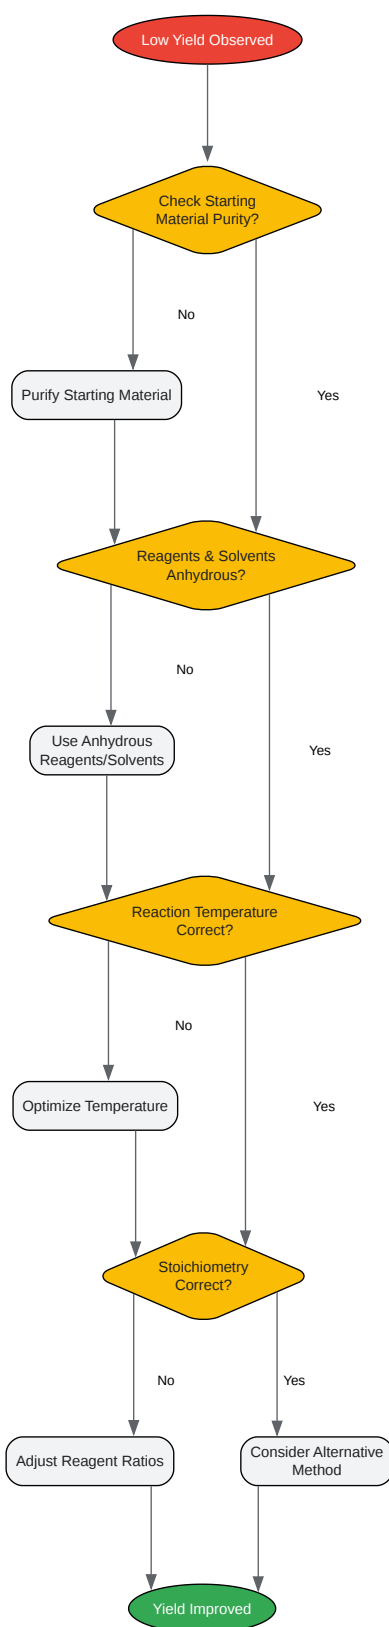 Low Yield Observed
Check Starting
Material Purity?
No
Yes
Purify Starting Material
Reagents & Solvents
Anhydrous?
No
Yes
Use Anhydrous
Reagents/Solvents
Reaction Temperature
Correct?
No
Yes
Optimize Temperature
Stoichiometry
Correct?
No
Yes
Adjust Reagent Ratios
Consider Alternative
Method
Yield Improved